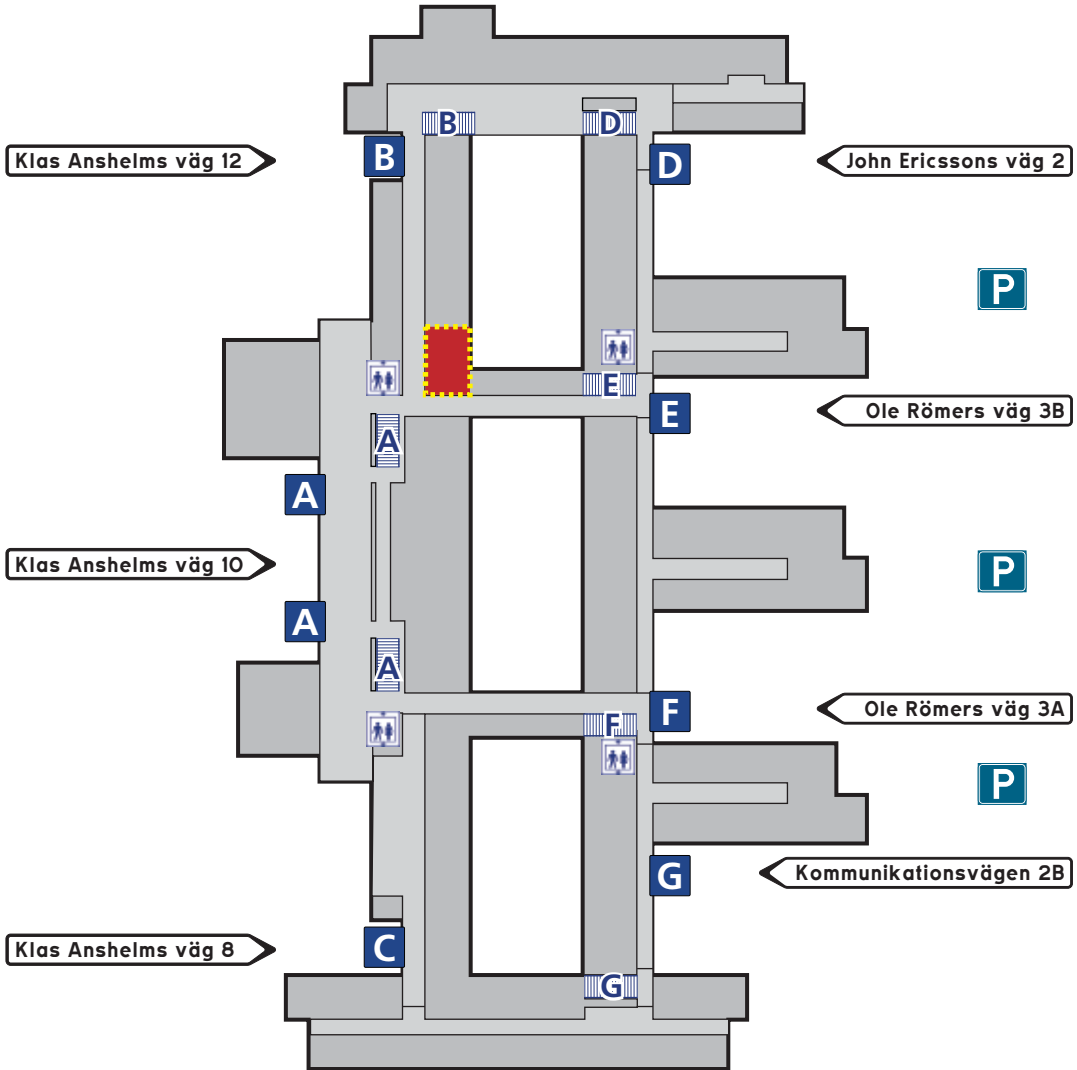 B
D
Klas Anshelms väg 12
B
D
John Ericssons väg 2
P
E
E
Ole Römers väg 3B
A
A
Klas Anshelms väg 10
P
A
A
F
Ole Römers väg 3A
F
P
G
Kommunikationsvägen 2B
Klas Anshelms väg 8
C
G